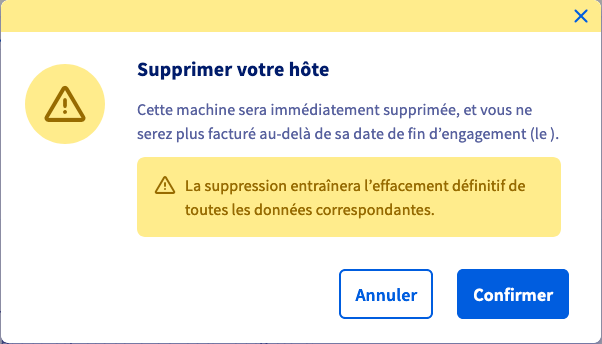 Supprimer votre hôte
Cette machine sera immédiatement supprimée, et vous ne
serez plus facturé au-delà de sa date de fin d’engagement (le ).
La suppression entraînera l’effacement définitif de
toutes les données correspondantes.
Annuler
Confirmer